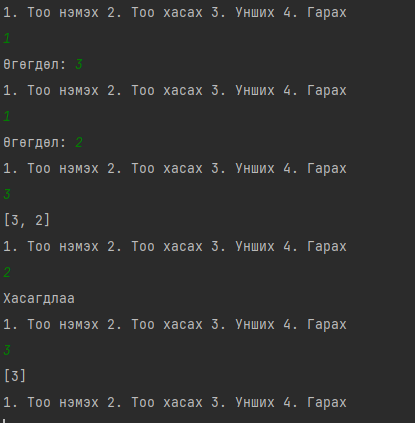 1. Тоо нэмэх 2. Тоо хасах 3. Унших 4. Гарах
1
Өгөгдөл: 3
1. Тоо нэмэх 2. Тоо хасах 3. Унших 4. Гарах
1
Өгөгдөл: 2
1. Тоо нэмэх 2. Тоо хасах 3. Унших 4. Гарах
3
[3, 2]
1. Тоо нэмэх 2. Тоо хасах 3. Унших 4. Гарах
2
Хасагдлаа
1. Тоо нэмэх 2. Тоо хасах 3. Унших 4. Гарах
3
[3]
1. Тоо нэмэх 2. Тоо хасах 3. Унших 4. Гарах